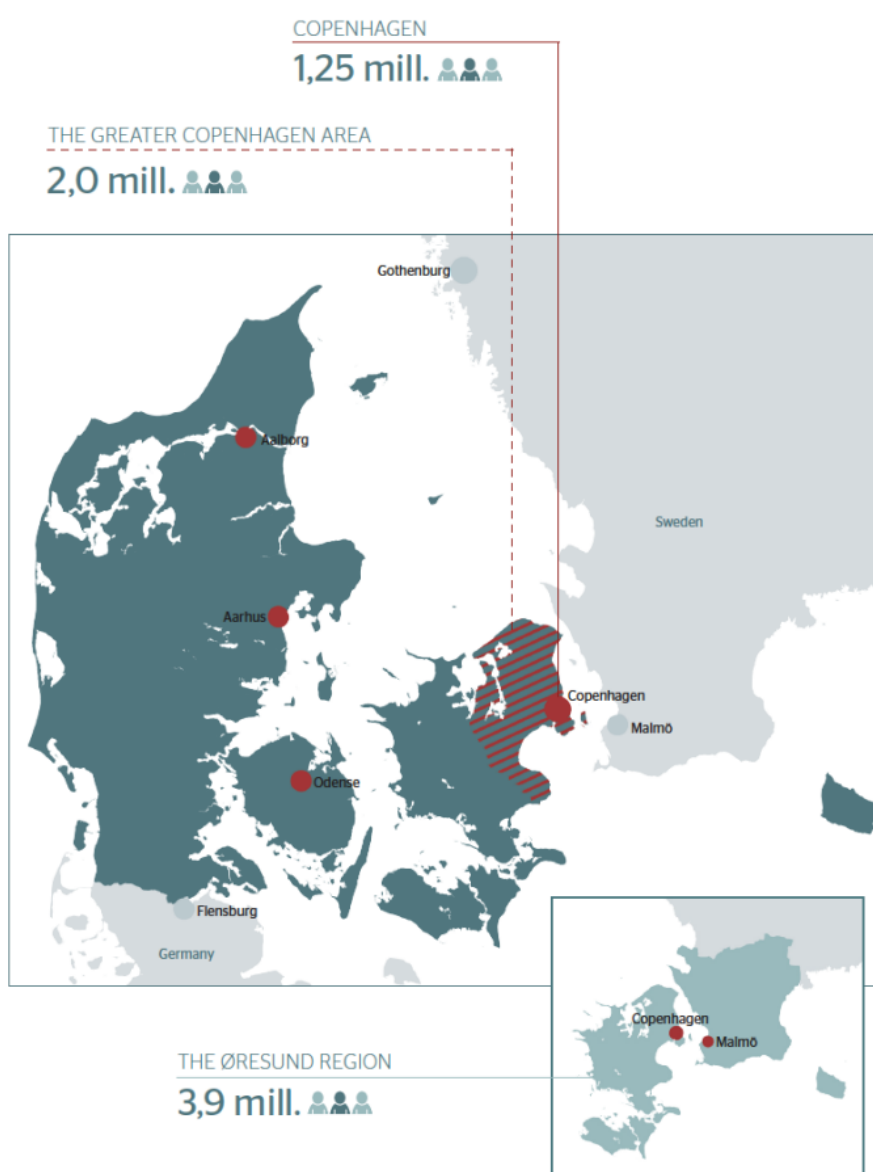 COPENHAGEN
1,25 mill.
THE GREATER COPENHAGEN AREA
2,0 mill.
Gothenburg
Aalborg
Sweden
Aarhus
Copenhagen
Malmö
Odense
Flensburg
Germany
Copenhagen
Malmö
THE ØRESUND REGION
3,9 mill.